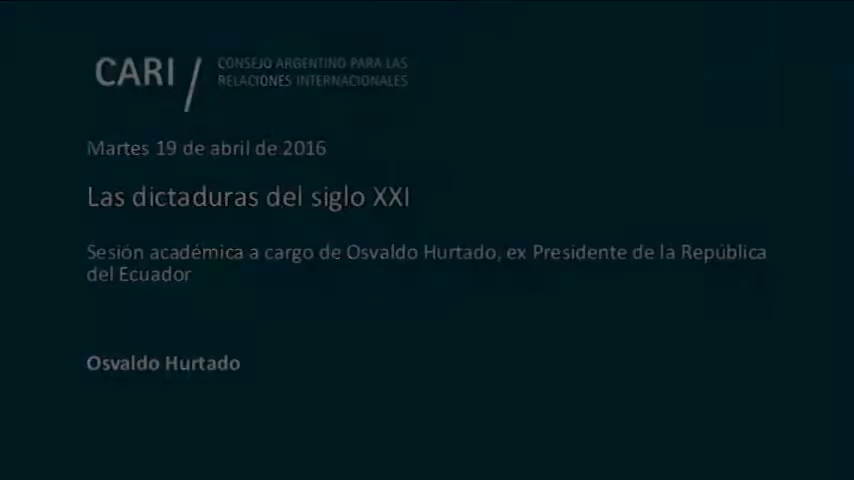 CARI
CONSEJO ARGENTINO PARA LAS
RELACIONES INTERNACIONALES
Martes 19 de abril de 2016
Las dictaduras del siglo XXI
Sesión académica a cargo de Osvaldo Hurtado, ex Presidente de la República
del Ecuador
Osvaldo Hurtado